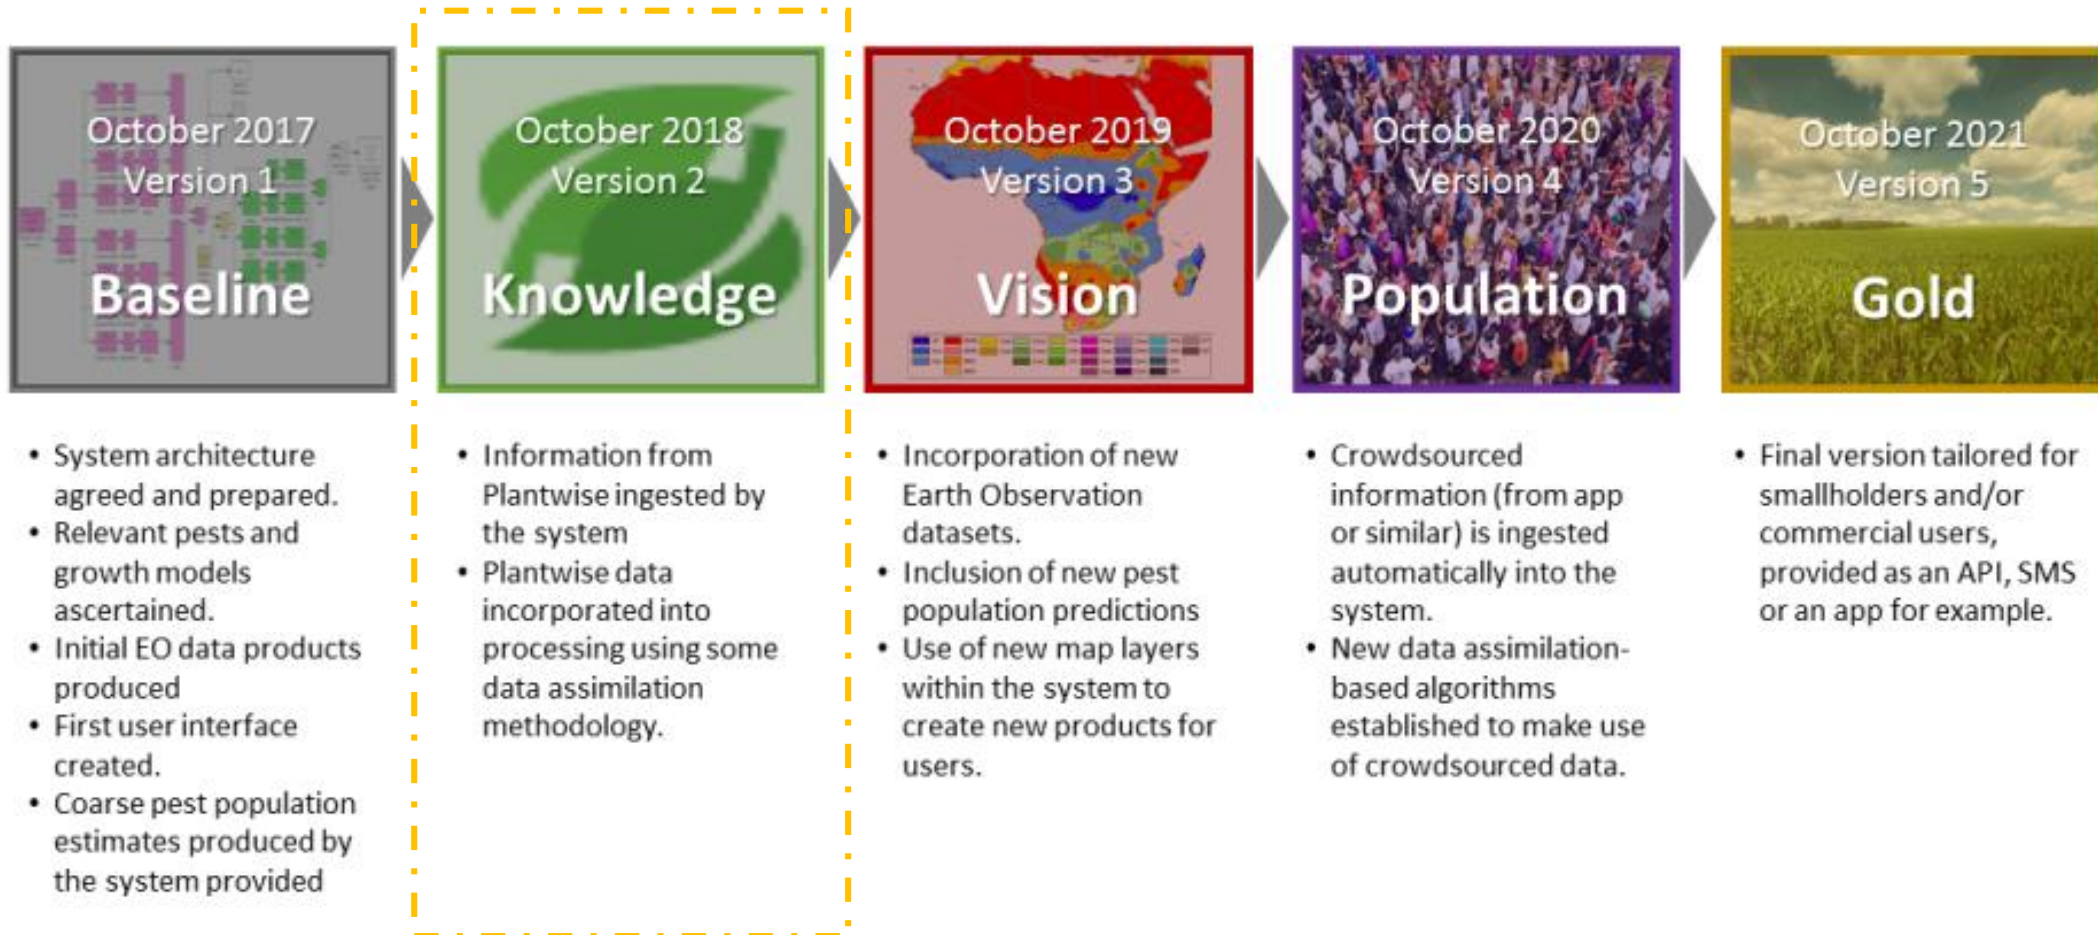 October 2017
Version 1
Baseline
• System architecture
agreed and prepared.
• Relevant pests and
growth models
ascertained.
• Initial EO data products
produced
• First user interface
created.
• Coarse pest population
estimates produced by
the system provided
October 2018
Version 2
Knowledge
• Information from
Plantwise ingested by
the system
• Plantwise data
incorporated into
processing using some
data assimilation
methodology.
October 2019
Version 3
Vision
• Incorporation of new
Earth Observation
datasets.
• Inclusion of new pest
population predictions
• Use of new map layers
within the system to
create new products for
users.
October 2020
Version 4
Population
• Crowdsourced
information (from app
or similar) is ingested
automatically into the
system.
• New data assimilation-
based algorithms
established to make use
of crowdsourced data.
October 2021
Version 5
Gold
• Final version tailored for
smallholders and/or
commercial users,
provided as an API, SMS
or an app for example.